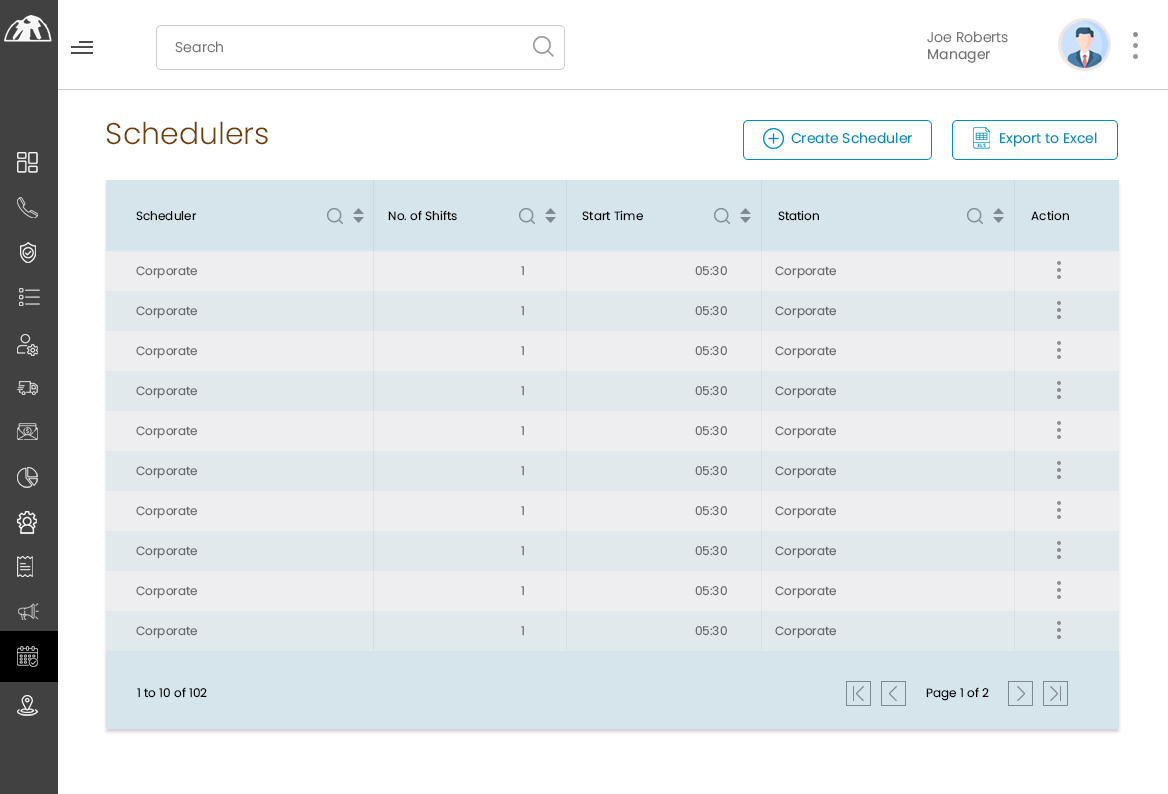 Search
Joe Roberts
Manager
Schedulers
Create Scheduler
XLS
Export to Excel
Scheduler No. of Shifts Start Time Station Action
Corporate 1 05:30 Corporate
Corporate 1 05:30 Corporate
Corporate 1 05:30 Corporate
Corporate 1 05:30 Corporate
Corporate 1 05:30 Corporate
Corporate 1 05:30 Corporate
Corporate 1 05:30 Corporate
Corporate 1 05:30 Corporate
Corporate 1 05:30 Corporate
Corporate 1 05:30 Corporate
1 to 10 of 102 Page 1 of 2